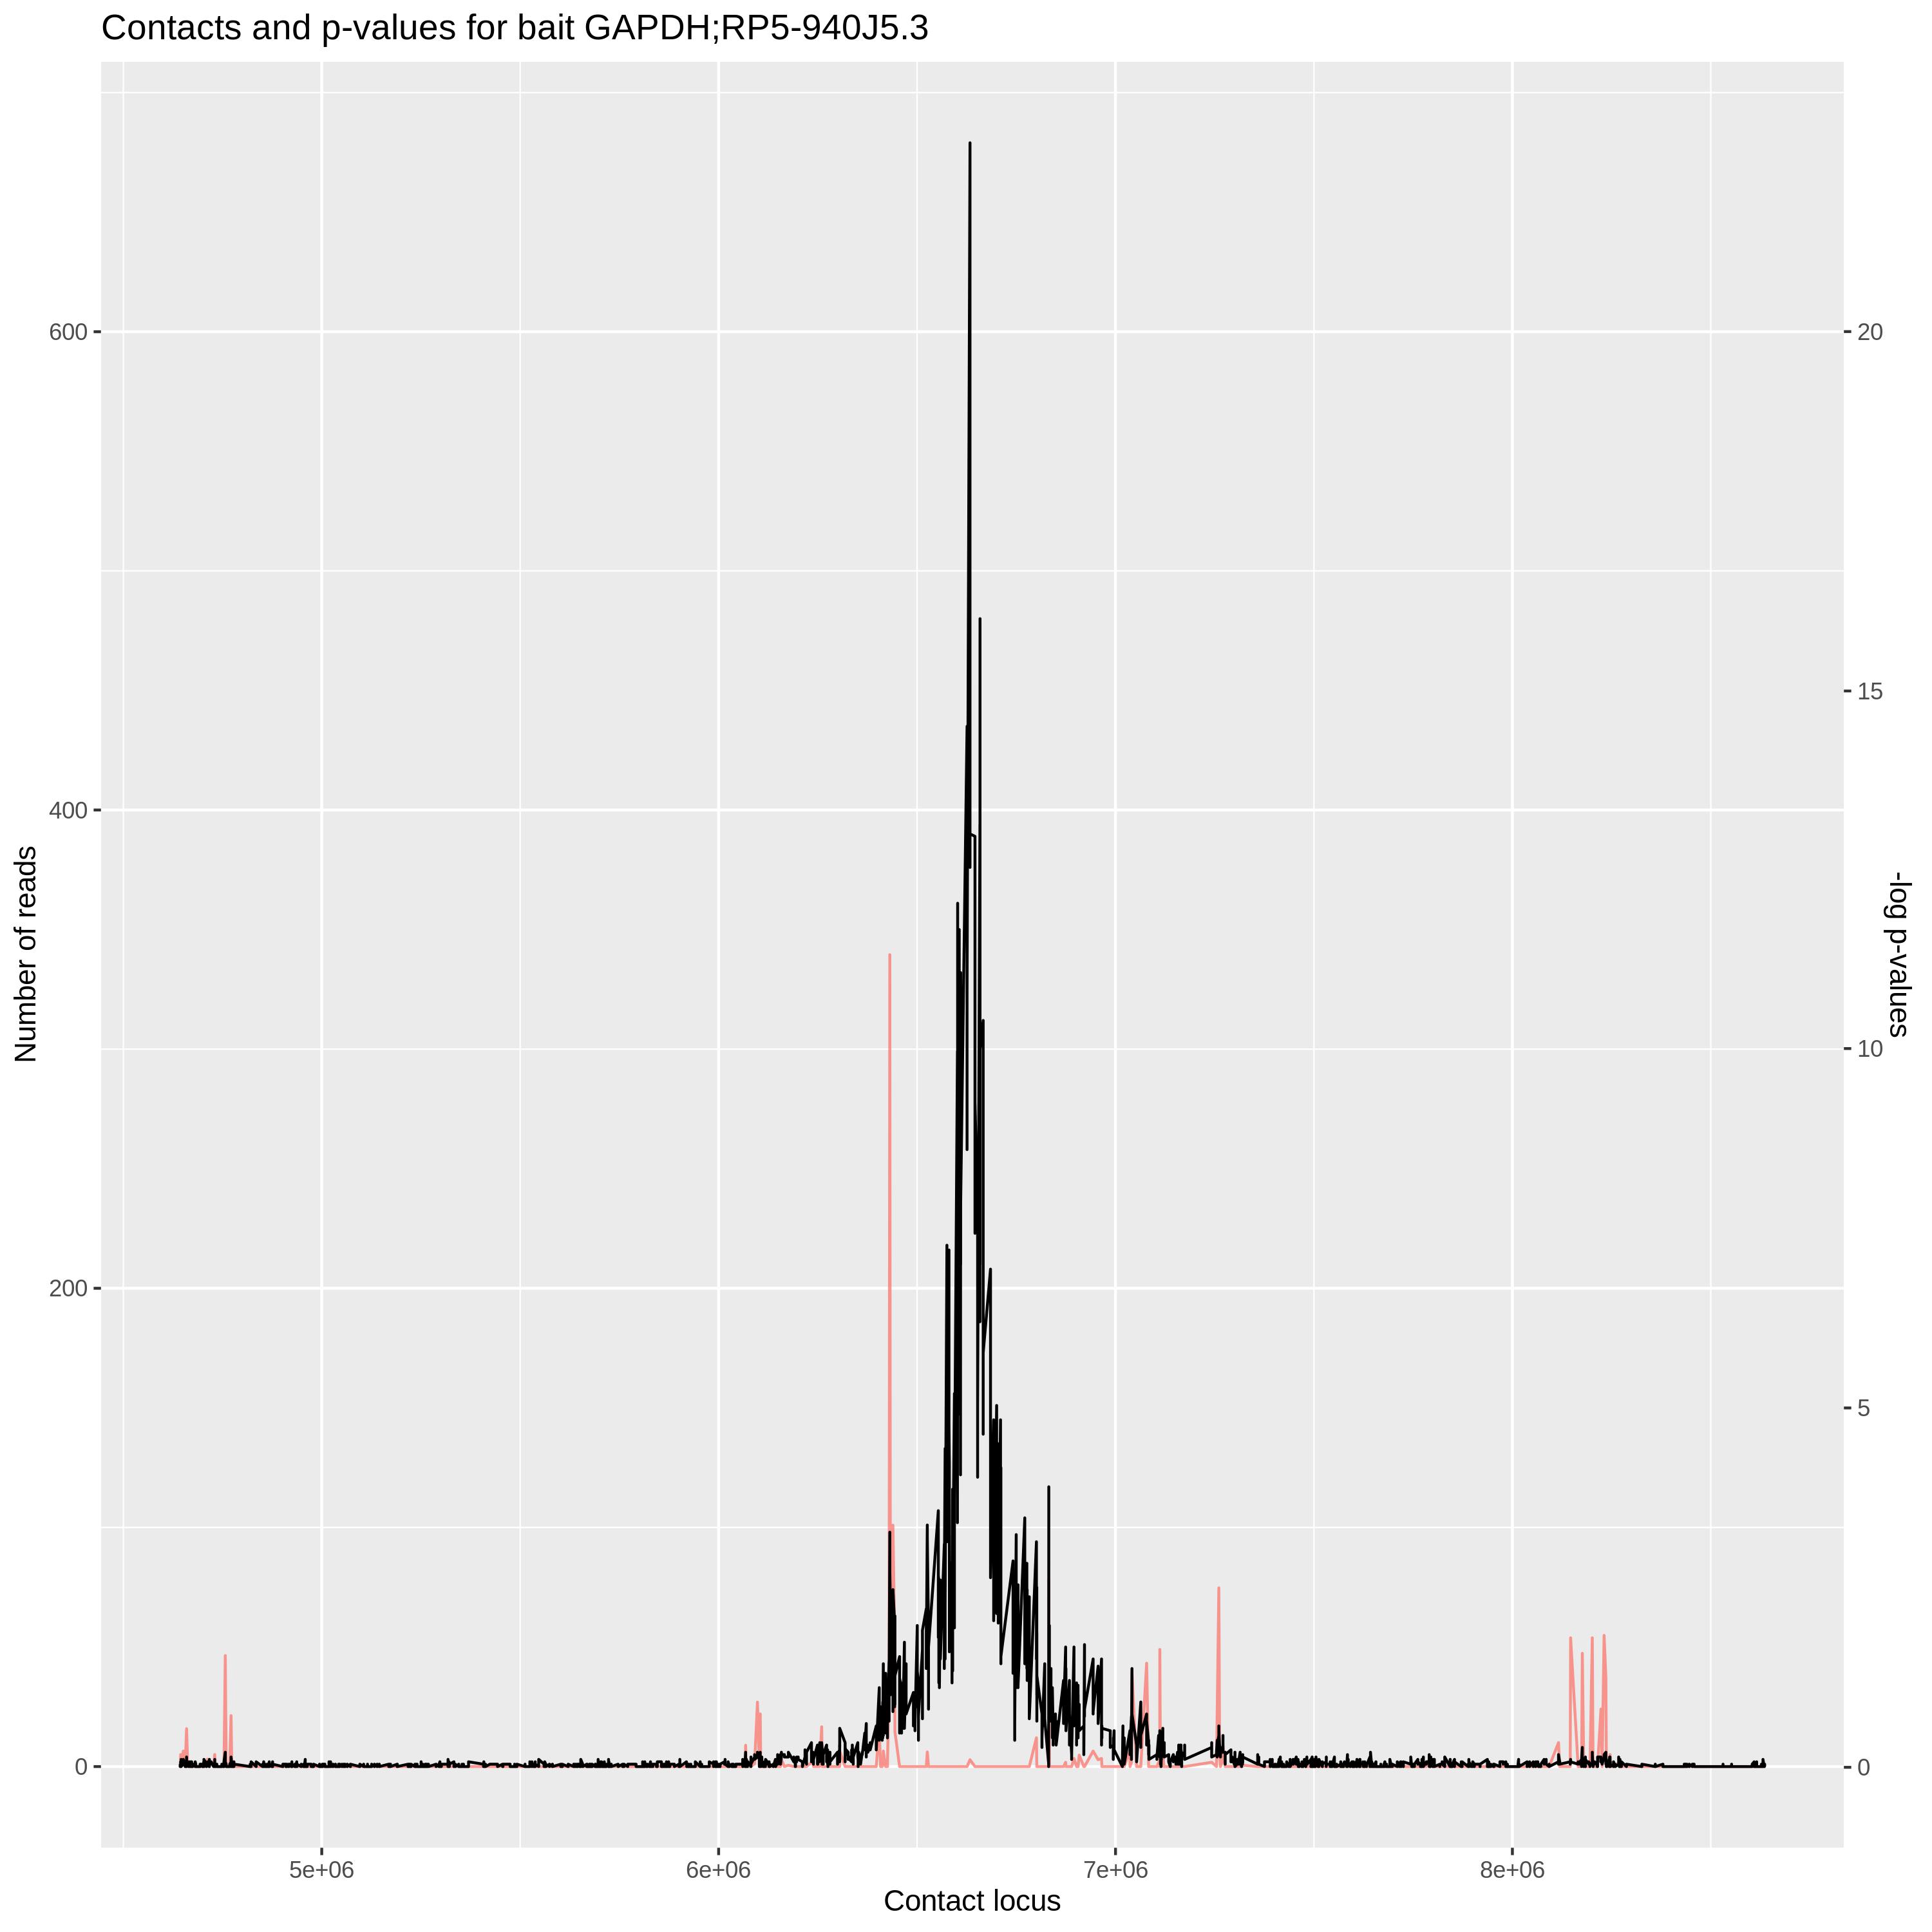 Contacts and p-values for bait GAPDH;RP5-940J5.3
600
400
200
0
Number of reads
20
15
10
5
0
-log p-values
5e+06
6e+06
7e+06
8e+06
Contact locus